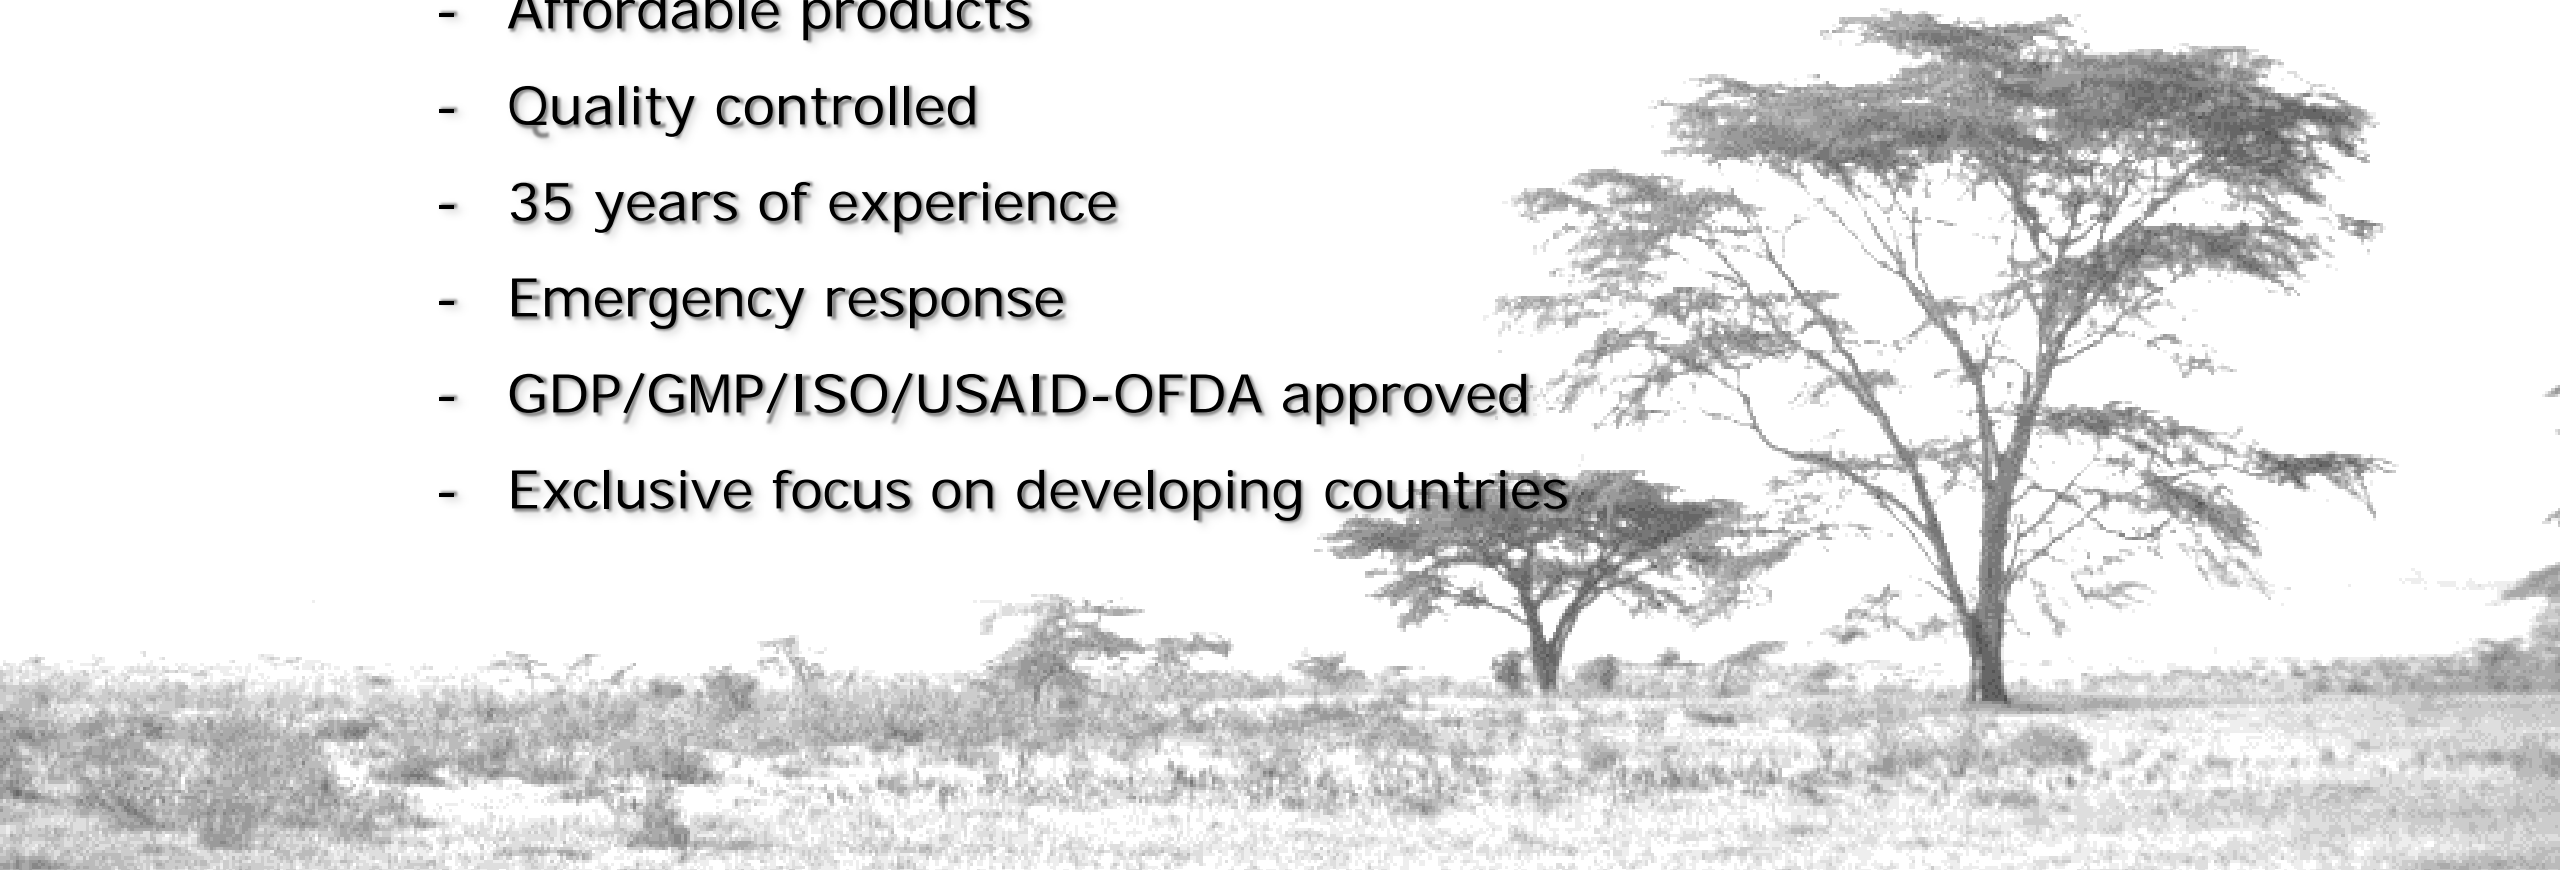 - Affordable products
- Quality controlled
- 35 years of experience
- Emergency response
- GDP/GMP/ISO/USAID-OFDA approved
- Exclusive focus on developing countries